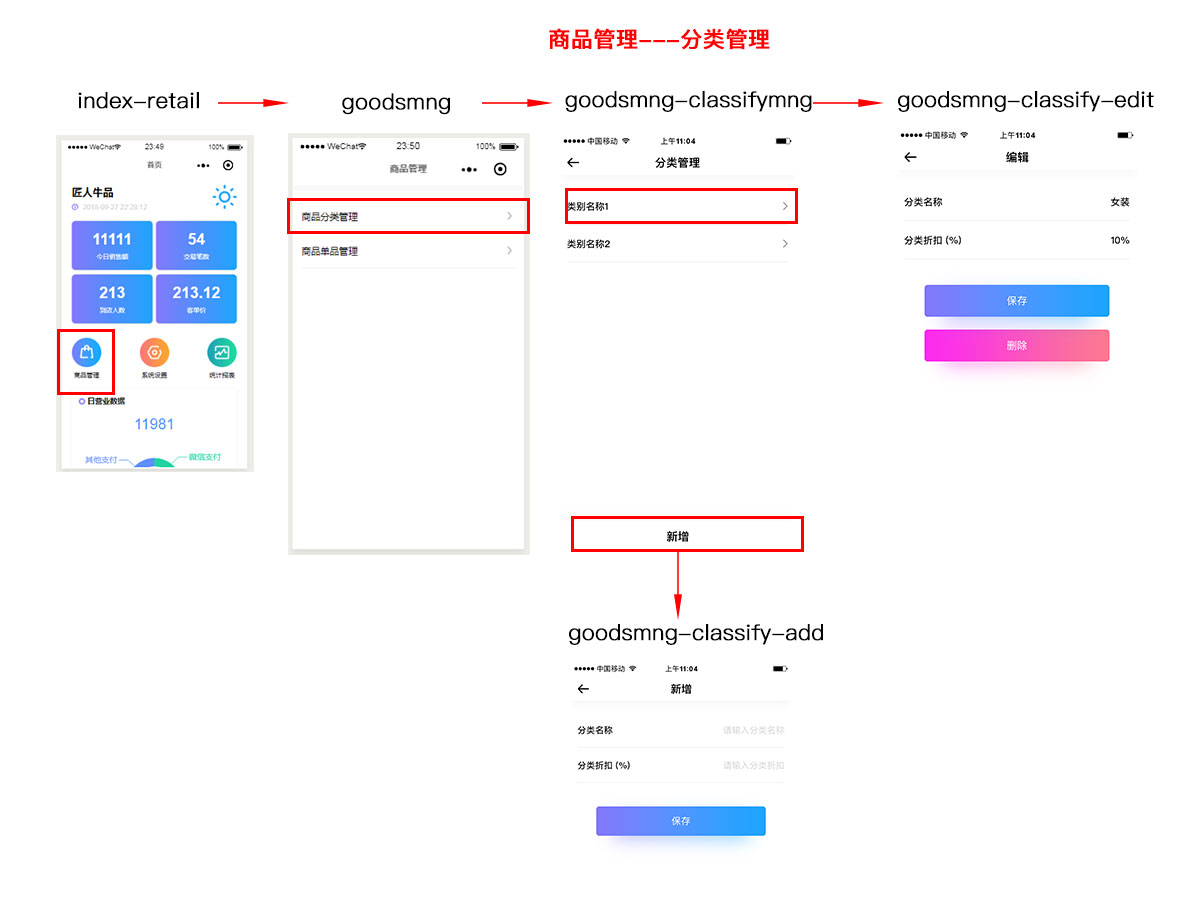 商品管理---分类管理
index-retail
goodsmng
goodsmng-classifymng
goodsmng-classify-edit
WeChat
23:49
100%
首页
匠人牛品
2018-09-27 22:28:12
11111
今日销售额
54
交易笔数
213
到店人数
213.12
客单价
商品管理
系统设置
统计报表
日营业数据
11981
其他支付
微信支付
WeChat
23:50
100%
商品管理
商品分类管理
商品单品管理
中国移动
上午11:04
分类管理
类别名称1
类别名称2
新增
中国移动
上午11:04
编辑
分类名称
女装
分类折扣 (%)
10%
保存
删除
goodsmng-classify-add
中国移动
上午11:04
新增
分类名称
请输入分类名称
分类折扣 (%)
请输入分类折扣
保存